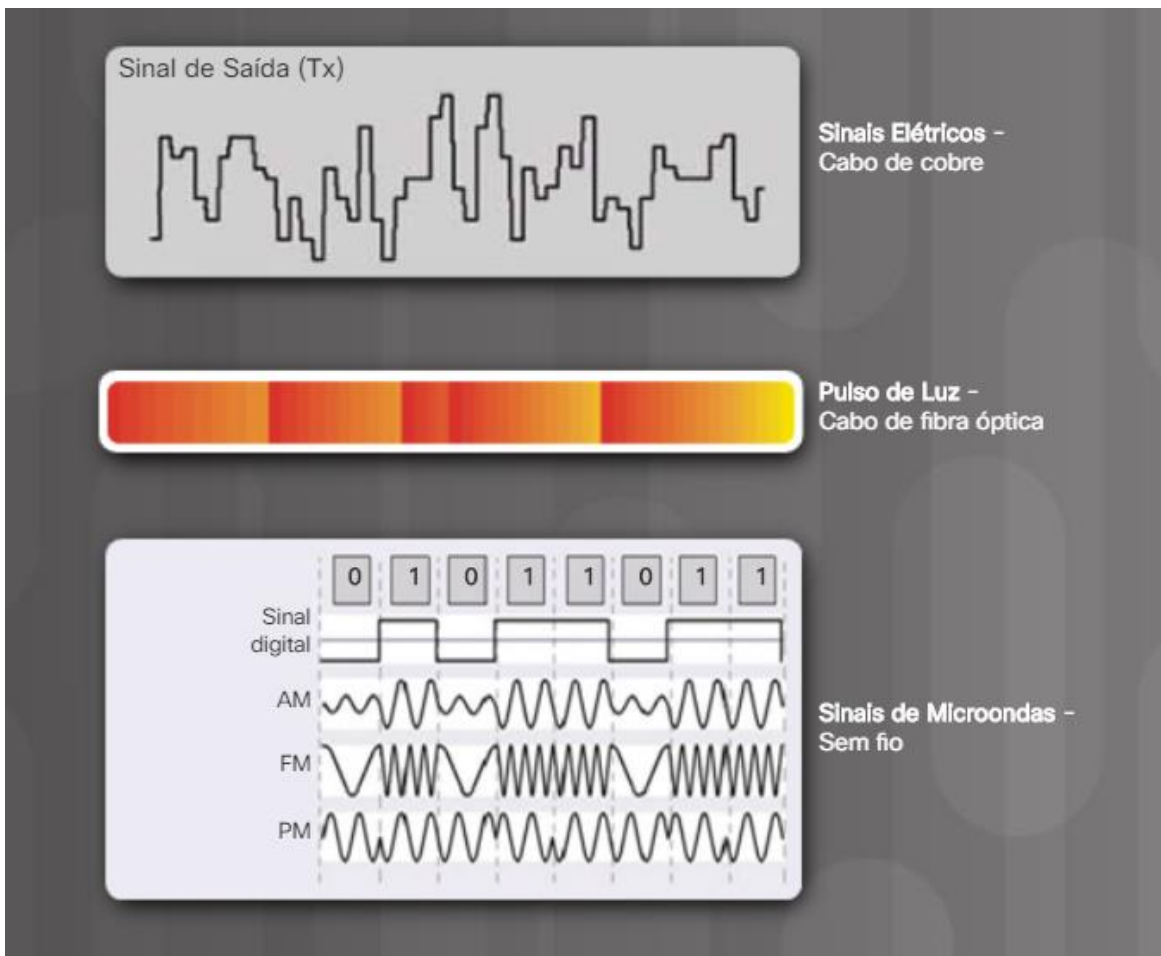 Sinal de Saída (Tx)
Sinais Elétricos –
Cabo de cobre
Pulso de Luz –
Cabo de fibra óptica
0 1 0 1 1 0 1 1
Sinal
digital
AM
FM
PM
Sinais de Microondas –
Sem fio